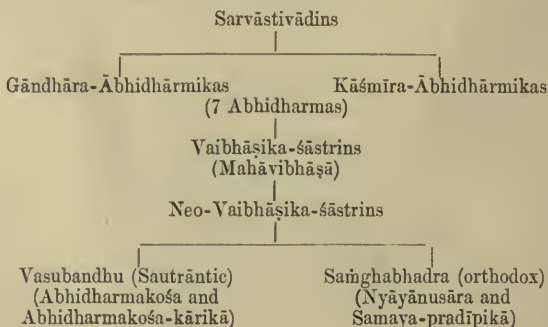 Sarvāstivādins
Gāndhāra-Ābhidhārmikas Kāśmīra-Ābhidhārmikas
(7 Abhidharmas)
Vaibhāṣika-śāstrins
(Mahāvibhāṣā)
Neo-Vaibhāṣika-śāstrins
Vasubandhu (Sautrāntic) Saṁghabhadra (orthodox)
(Abhidharmakośa and (Nyāyānusāra and
Abhidharmakośa-kārikā) Samaya-pradīpikā)